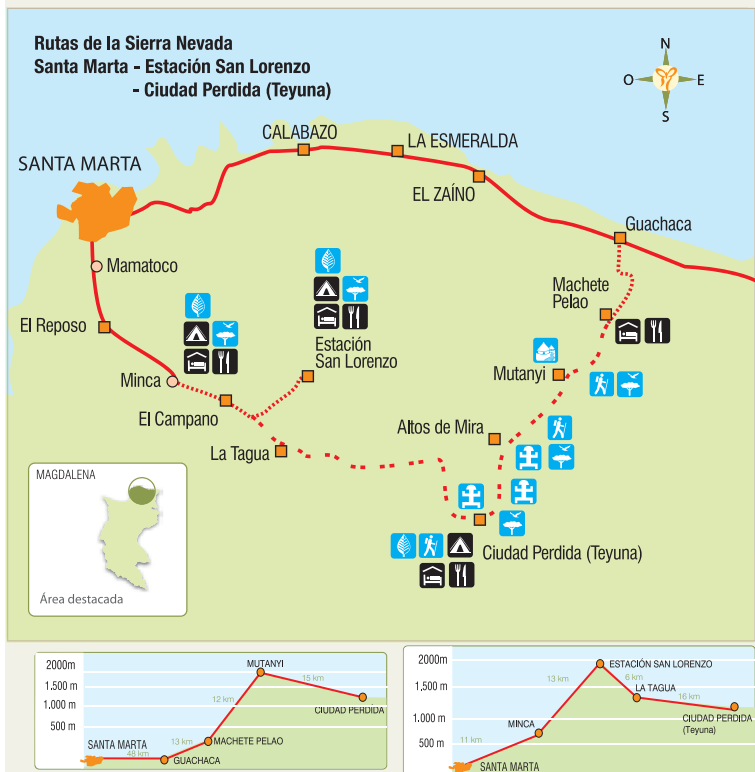 Rutas de la Sierra Nevada
Santa Marta - Estación San Lorenzo
- Ciudad Perdida (Teyuna)
N
O
E
S
CALABAZO
LA ESMERALDA
SANTA MARTA
EL ZAÍNO
Guachaca
Mamatoco
Machete
Pelao
El Reposo
Estación
San Lorenzo
Minca
Mutanyi
El Campano
Altos de Mira
La Tagua
MAGDALENA
Ciudad Perdida (Teyuna)
Área destacada
2000m
1.500 m
1.000 m
500 m
MUTANYI
15 km
12 km
CIUDAD PERDIDA
13 km
MACHETE PELAO
SANTA MARTA
48 km
GUACHACA
2000m
1,500 m
1.000 m
500 m
ESTACIÓN SAN LORENZO
13 km
6 km
LA TAGUA
16 km
MINCA
CIUDAD PERDIDA
(Teyuna)
11 km
SANTA MARTA